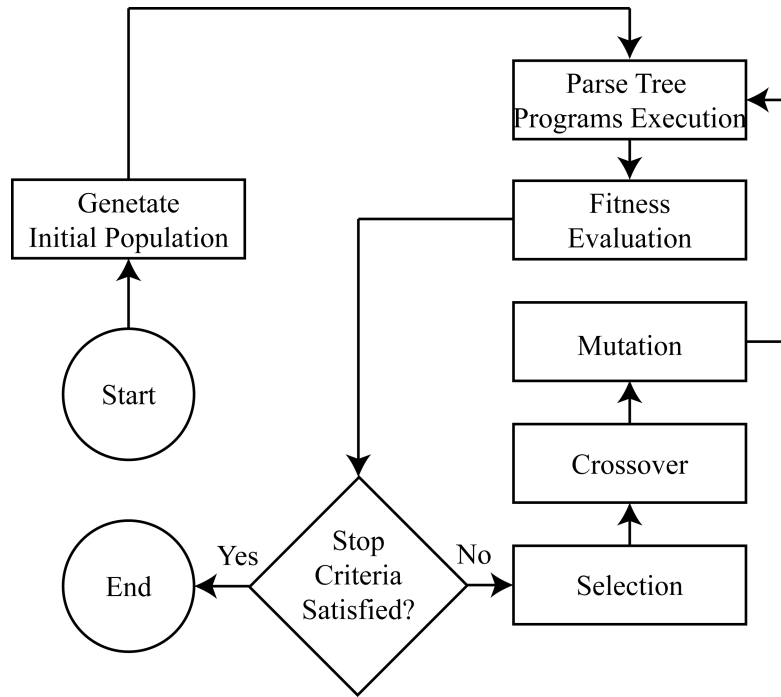 Parse Tree
Programs Execution
Genetate
Initial Population
Fitness
Evaluation
Mutation
Start
Crossover
Yes
Stop
Criteria
Satisfied?
No
End
Selection